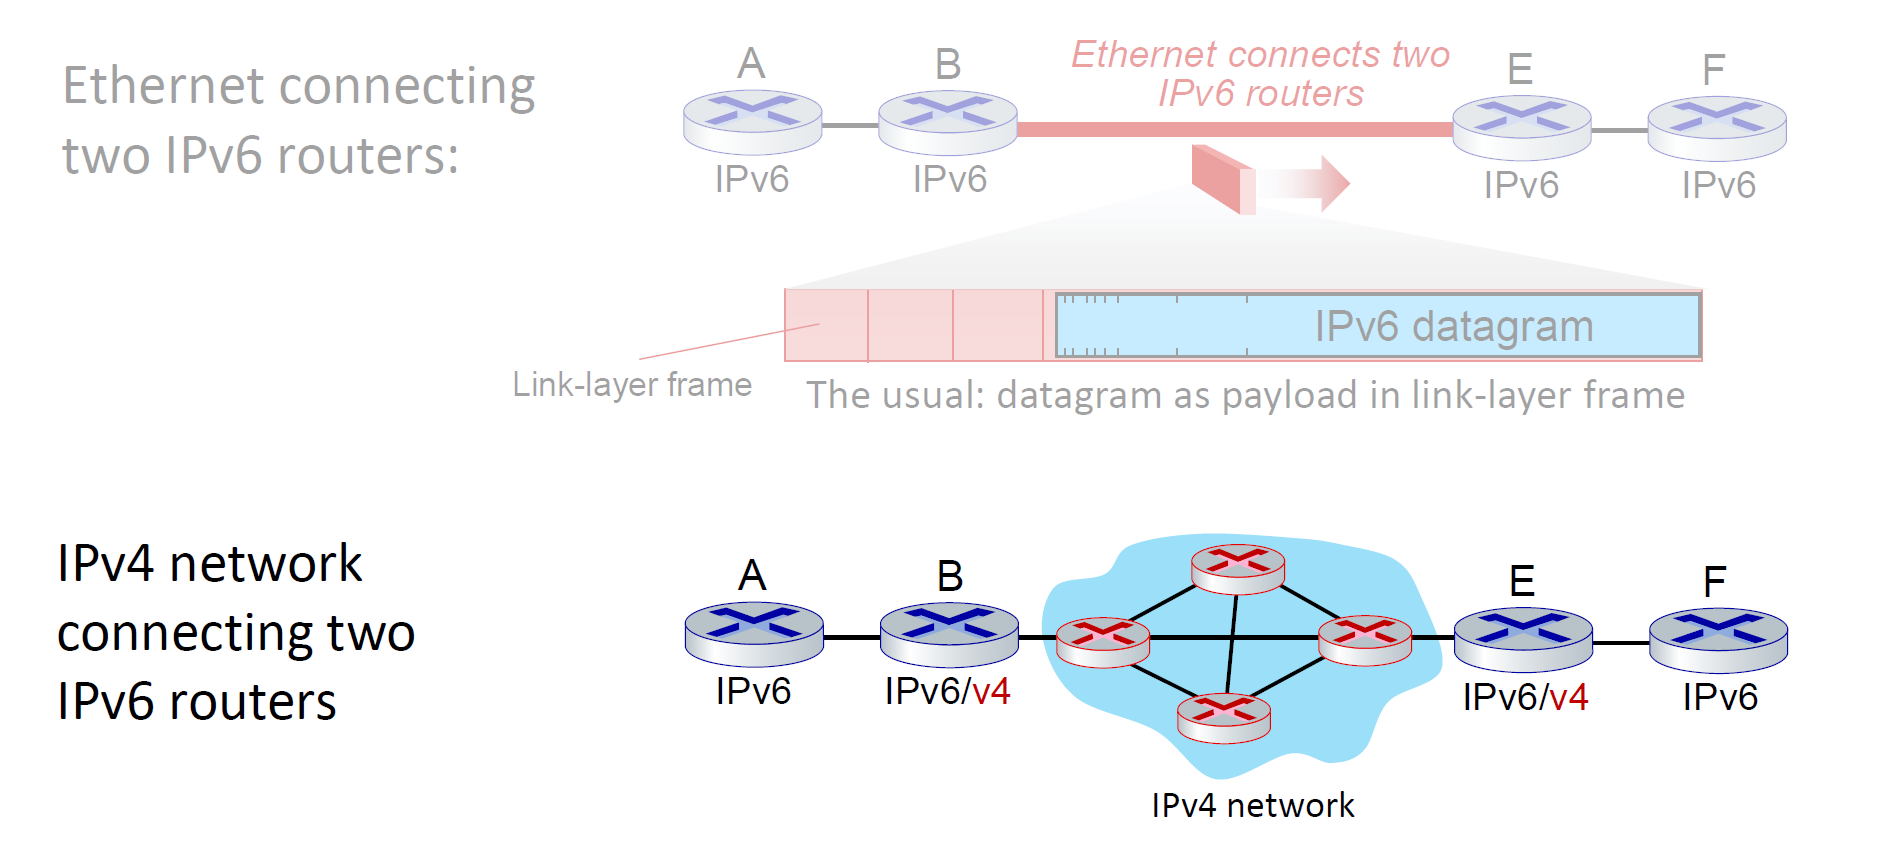 Ethernet connecting
two IPv6 routers:
A
B
Ethernet connects two
IPv6 routers
E
F
IPv6
IPv6
IPv6
IPv6
IPv6 datagram
Link-layer frame
The usual: datagram as payload in link-layer frame
IPv4 network
connecting two
IPv6 routers
A
B
E
F
IPv6
IPv6/v4
IPv6/v4
IPv6
IPv4 network